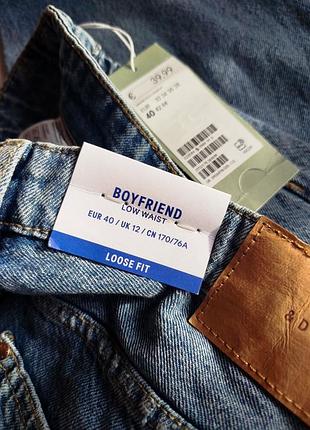 € 39.99
40
BOYFRIEND
LOW WAIST
EUR 40 / UK 12 / CN 170/76A
LOOSE FIT
& D